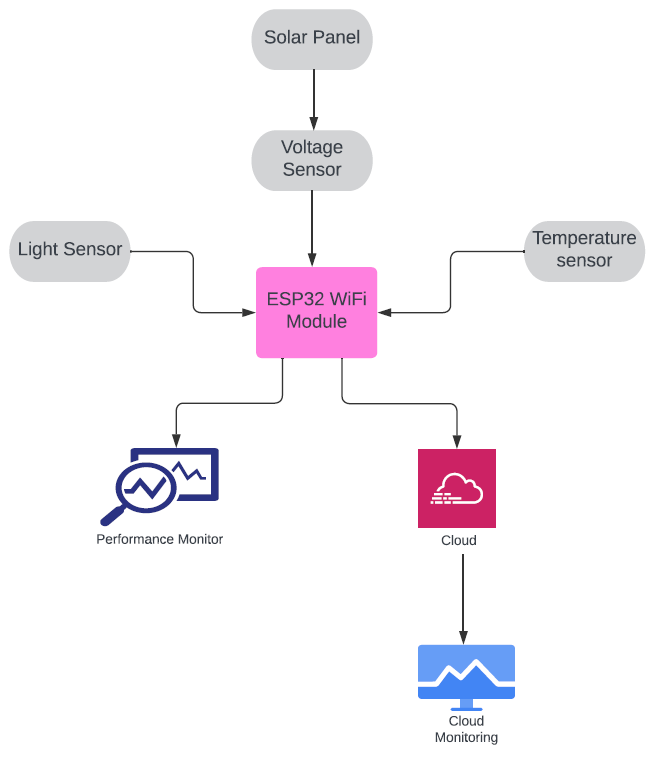 Solar Panel
Voltage
Sensor
Light Sensor
Temperature
sensor
ESP32 WiFi
Module
Performance Monitor
Cloud
Cloud
Monitoring